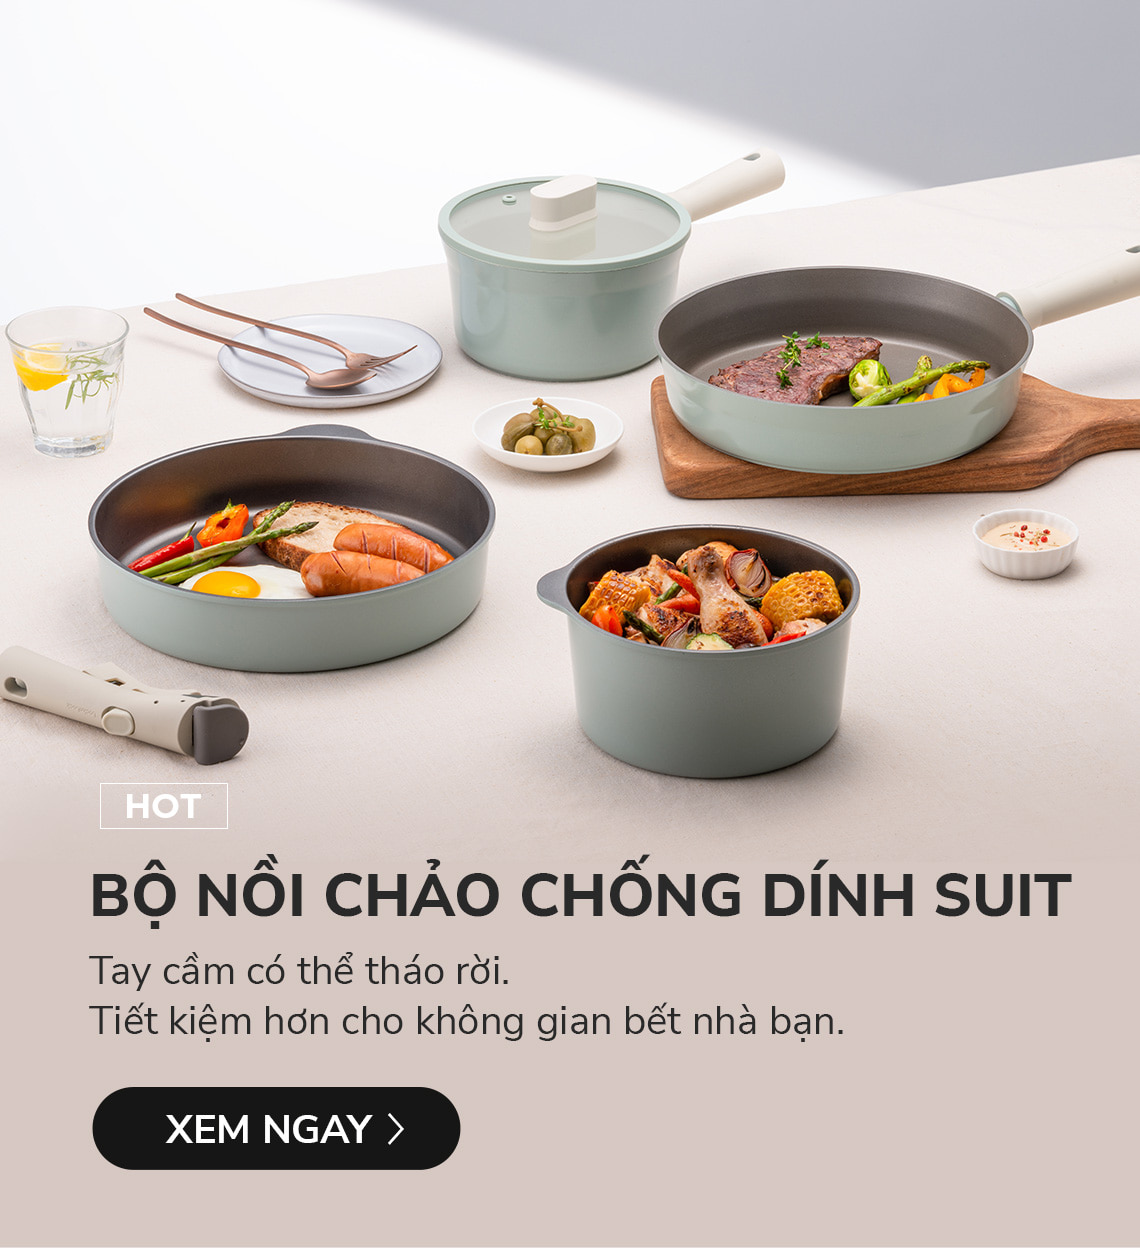 HOT
BỘ NỒI CHẢO CHỐNG DÍNH SUIT
Tay cầm có thể tháo rời.
Tiết kiệm hơn cho không gian bết nhà bạn.
XEM NGAY